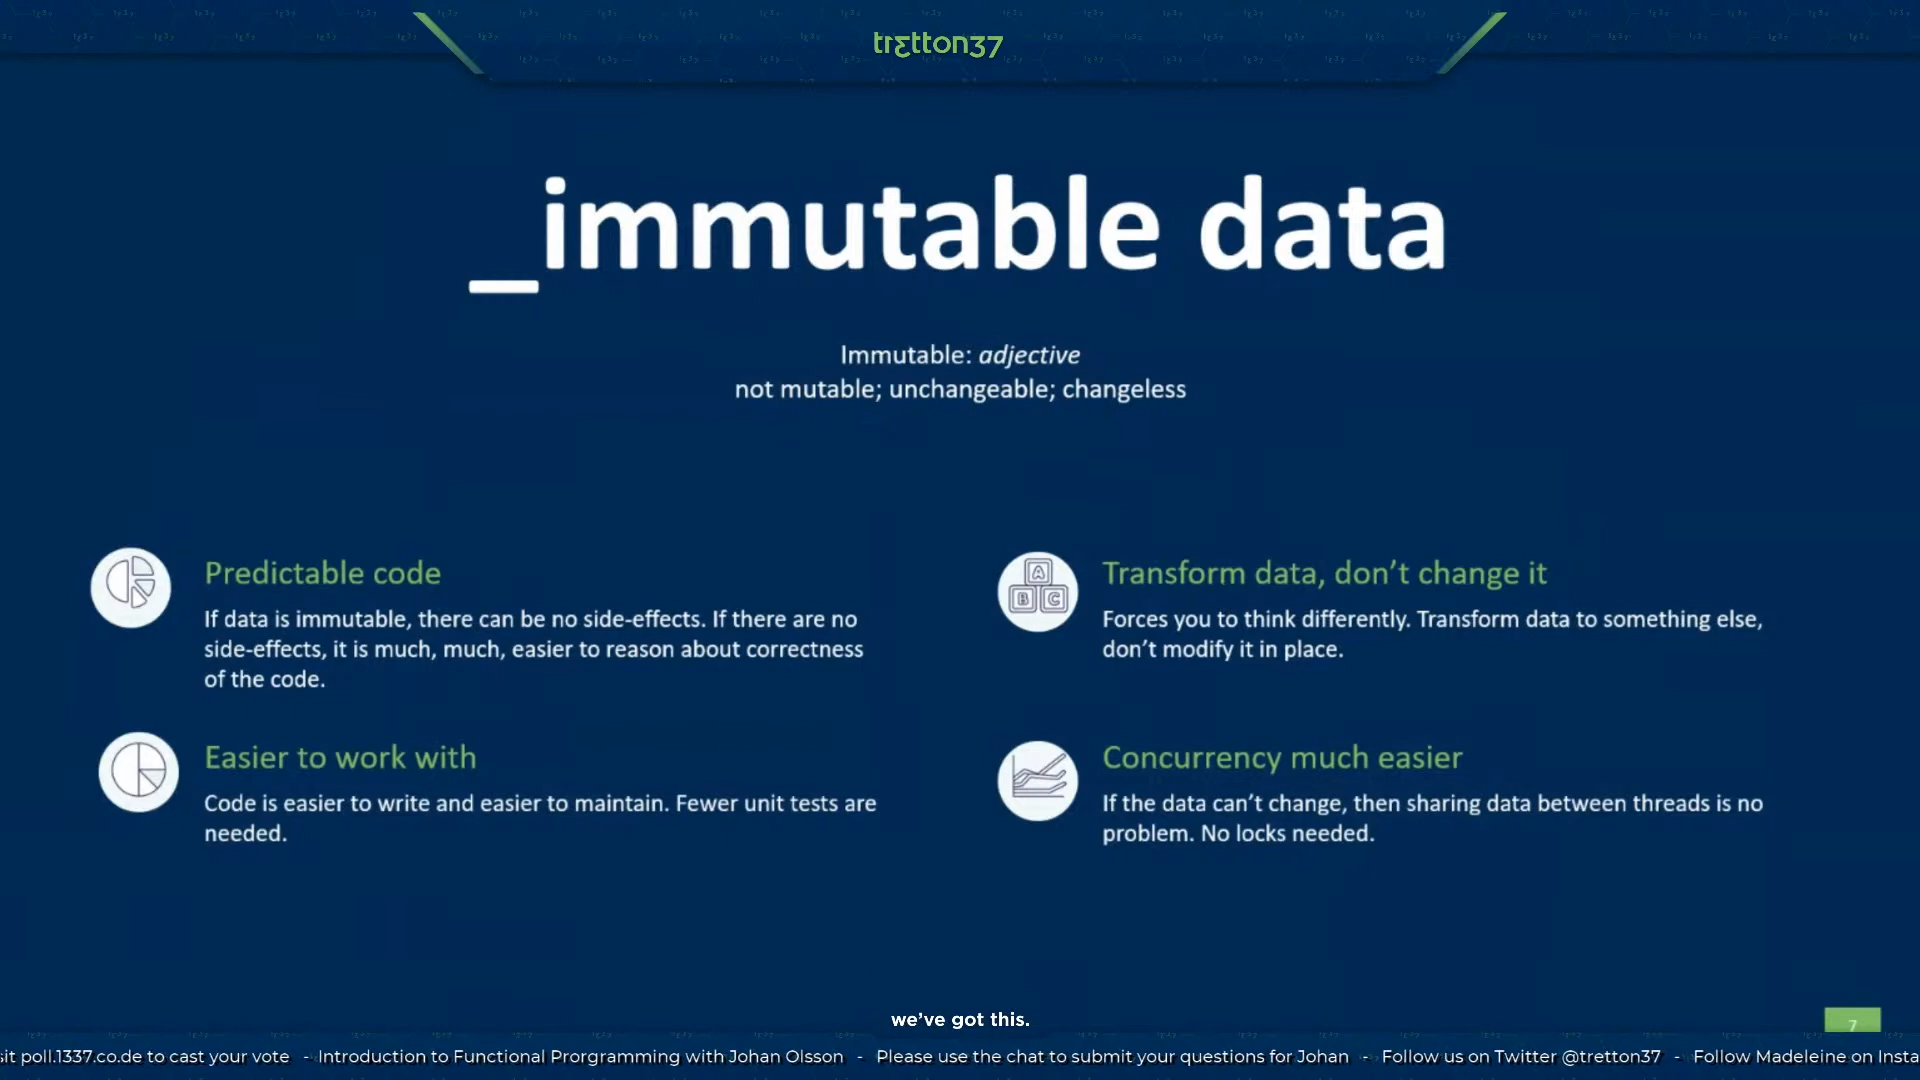 tretton37
_immutable data
Immutable: adjective
not mutable; unchangeable; changeless
Predictable code
If data is immutable, there can be no side-effects. If there are no
side-effects, it is much, much, easier to reason about correctness
of the code.
Transform data, don’t change it
Forces you to think differently. Transform data to something else,
don’t modify it in place.
A
B C
Easier to work with
Code is easier to write and easier to maintain. Fewer unit tests are
needed.
Concurrency much easier
If the data can’t change, then sharing data between threads is no
problem. No locks needed.
we’ve got this.
7
sit poll.1337.co.de to cast your vote - Introduction to Functional Prorgramming with Johan Olsson - Please use the chat to submit your questions for Johan - Follow us on Twitter @tretton37 - Follow Madeleine on Insta